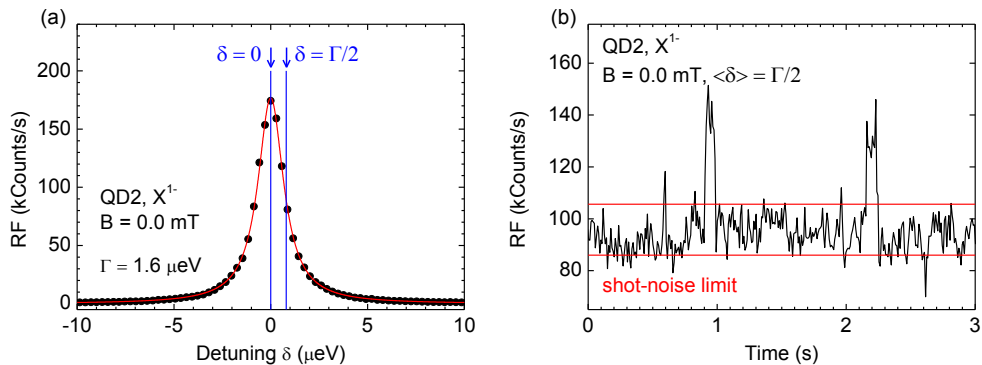 (a)
δ = 0
δ = Γ/2
200
150
100
50
0
RF (kCounts/s)
QD2, X¹⁻
B = 0.0 mT
Γ = 1.6 μeV
-10
-5
0
5
10
Detuning δ (μeV)
(b)
QD2, X¹⁻
B = 0.0 mT, <δ> = Γ/2
160
140
120
100
80
RF (kCounts/s)
shot-noise limit
0
1
2
3
Time (s)